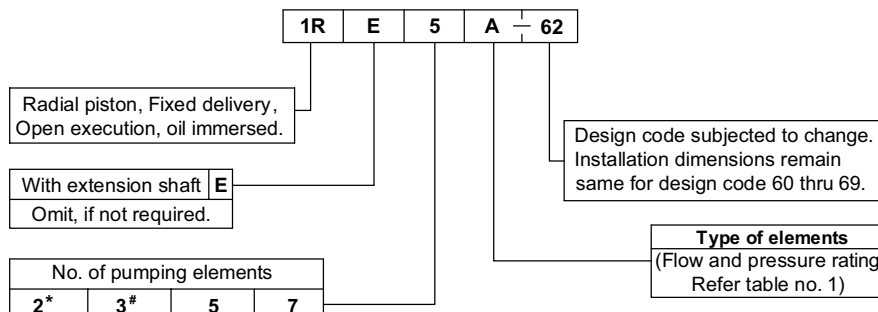 1R E 5 A - 62
Radial piston, Fixed delivery,
Open execution, oil immersed.
With extension shaft E
Omit, if not required.
No. of pumping elements
2* 3# 5 7
Design code subjected to change.
Installation dimensions remain
same for design code 60 thru 69.
Type of elements
(Flow and pressure rating
Refer table no. 1)